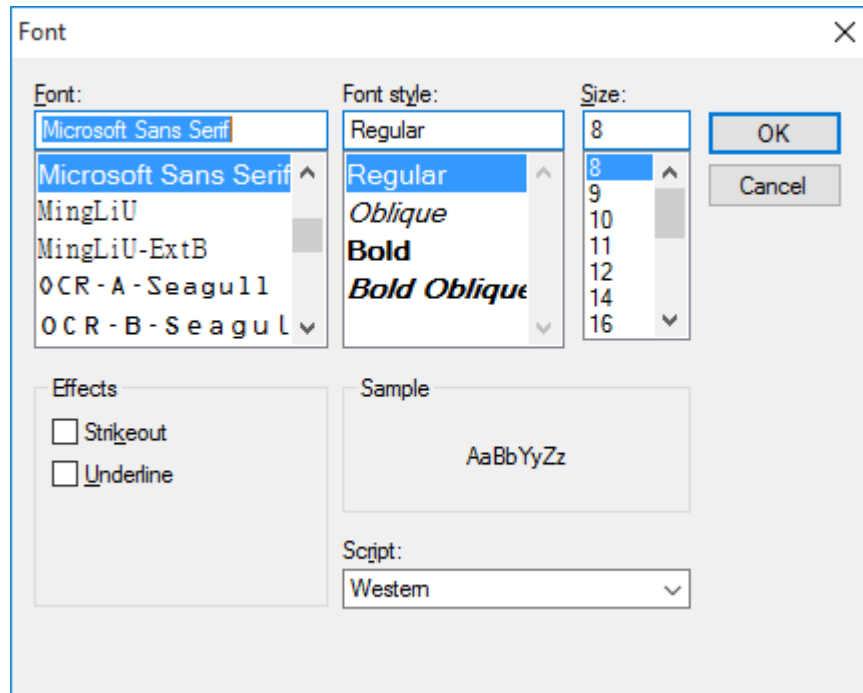 Font
Font:
Microsoft Sans Serif
Microsoft Sans Serif
MingLiU
MingLiU-ExtB
OCR-A-Seagull
OCR-B-Seagul
Font style:
Regular
Regular
Oblique
Bold
Bold Oblique
Size:
8
8
9
10
11
12
14
16
OK
Cancel
Effects
Strikeout
Underline
Sample
AaBbYyZz
Script:
Western